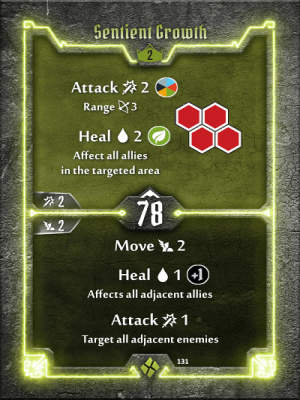 Sentient Growth
2
Attack 2
Range 3
Heal 2
Affect all allies
in the targeted area
2
78
2
Move 2
Heal 1 +1
Affects all adjacent allies
Attack 1
Target all adjacent enemies
131